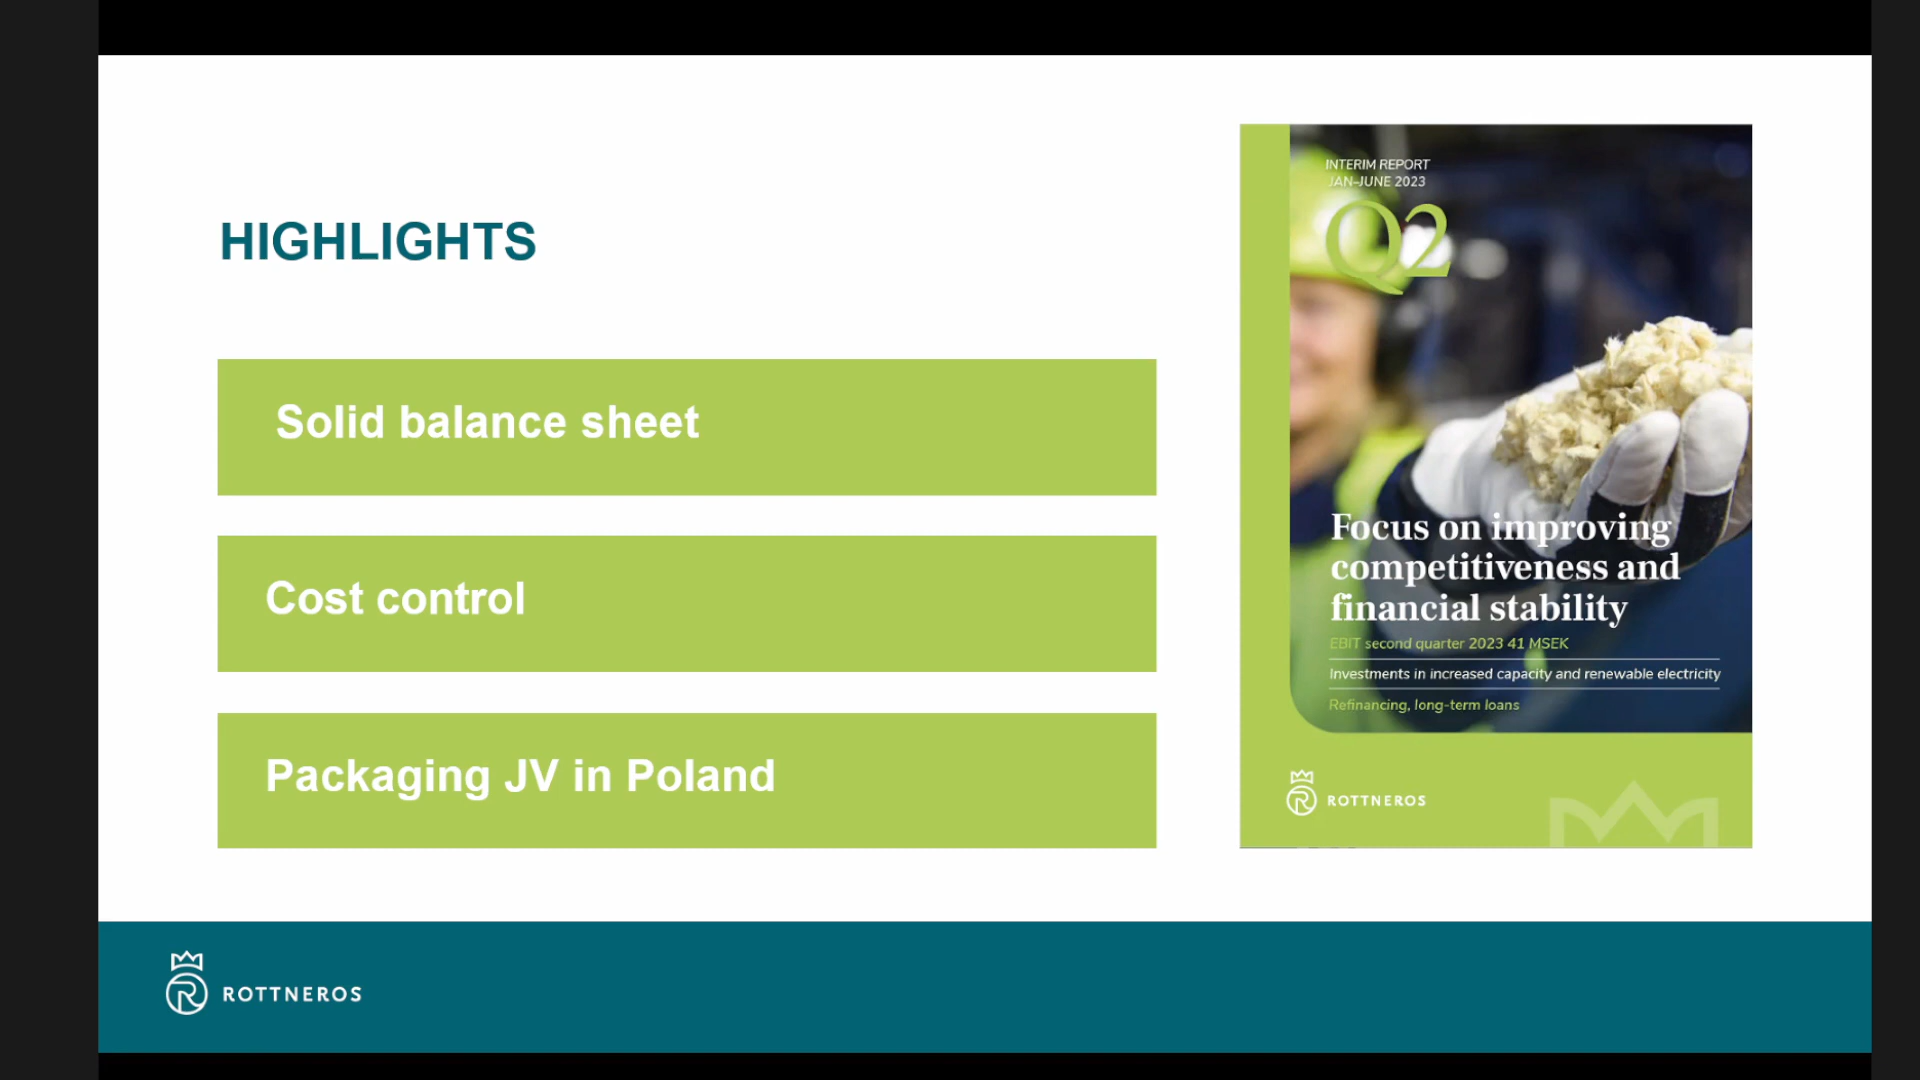 HIGHLIGHTS
Solid balance sheet
Cost control
Packaging JV in Poland
INTERIM REPORT
JAN–JUNE 2023
Q2
Focus on improving
competitiveness and
financial stability
EBIT second quarter 2023 41 MSEK
Investments in increased capacity and renewable electricity
Refinancing, long-term loans
R ROTTNEROS
R ROTTNEROS